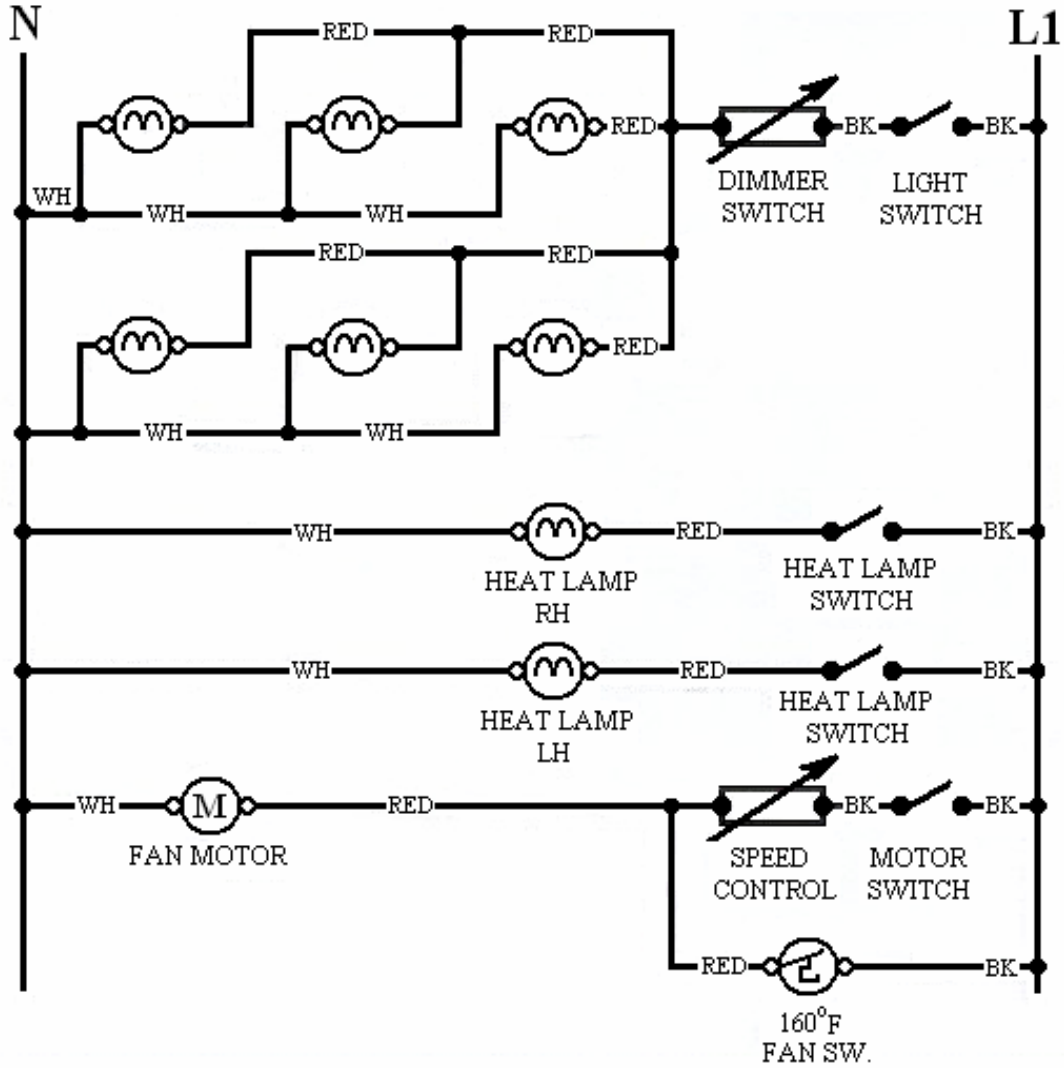 N
L1
RED
RED
RED
BK
BK
DIMMER
SWITCH
LIGHT
SWITCH
WH
WH
WH
RED
RED
RED
WH
WH
WH
RED
BK
HEAT LAMP
RH
HEAT LAMP
SWITCH
WH
RED
BK
HEAT LAMP
LH
HEAT LAMP
SWITCH
WH
M
RED
BK
BK
FAN MOTOR
SPEED
CONTROL
MOTOR
SWITCH
RED
BK
160°F
FAN SW.